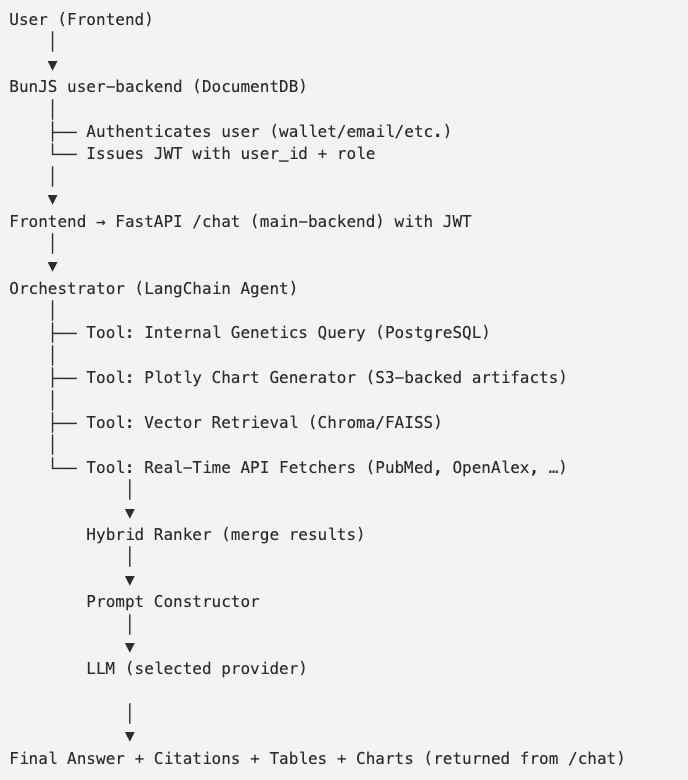 User (Frontend)
BunJS user-backend (DocumentDB)
Authenticates user (wallet/email/etc.)
Issues JWT with user_id + role
Frontend → FastAPI /chat (main-backend) with JWT
Orchestrator (LangChain Agent)
Tool: Internal Genetics Query (PostgreSQL)
Tool: Plotly Chart Generator (S3-backed artifacts)
Tool: Vector Retrieval (Chroma/FAISS)
Tool: Real-Time API Fetchers (PubMed, OpenAlex, …)
Hybrid Ranker (merge results)
Prompt Constructor
LLM (selected provider)
Final Answer + Citations + Tables + Charts (returned from /chat)